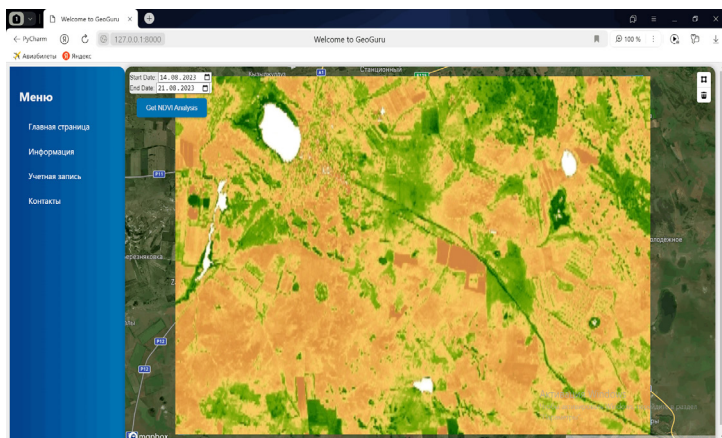 Welcome to GeoGuru
← PyCharm
127.0.0.1:8000
Welcome to GeoGuru
100 %
Авиабилеты
Яндекс
Меню
Главная страница
Информация
Учетная запись
Контакты
Start Date: 14.08.2023
End Date: 21.08.2023
Get NDVI Analysis
Станционный
P11
P12
P12
mapbox